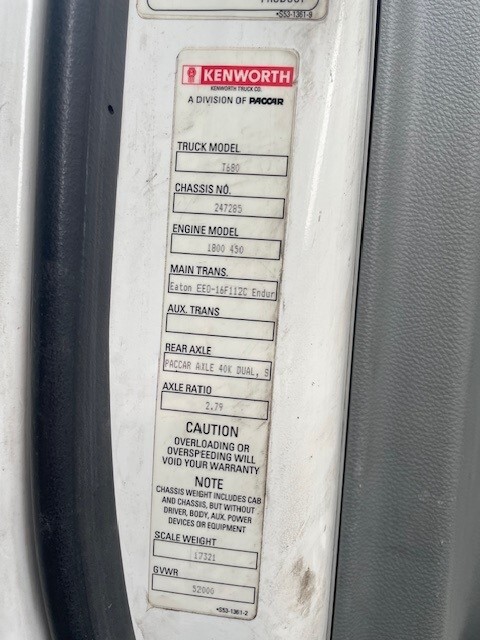 PRODUCT
•S53-1361-9
KENWORTH
KENWORTH TRUCK CO.
A DIVISION OF PACCAR
TRUCK MODEL
T680
CHASSIS NO.
247285
ENGINE MODEL
1800 450
MAIN TRANS.
Eaton EEO-16F112C Endur
AUX. TRANS
REAR AXLE
PACCAR AXLE 40K DUAL, S
AXLE RATIO
2.79
CAUTION
OVERLOADING OR
OVERSPEEDING WILL
VOID YOUR WARRANTY
NOTE
CHASSIS WEIGHT INCLUDES CAB
AND CHASSIS, BUT WITHOUT
DRIVER, BODY, AUX. POWER
DEVICES OR EQUIPMENT
SCALE WEIGHT
17321
GVWR
52000
•S53-1361-2